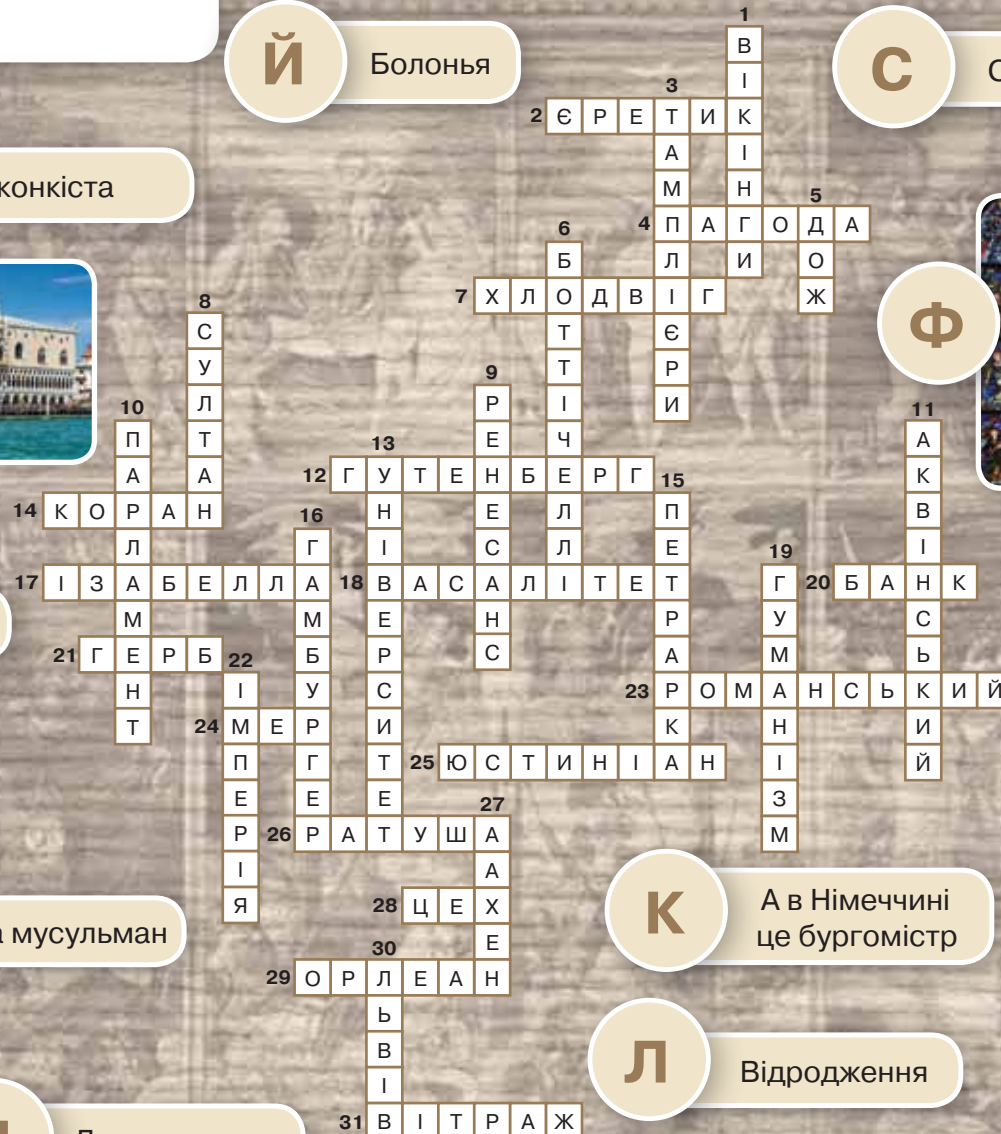 Й
Болонья
С
конкіста
Ф
1
ВІКІНГИ
3
ТАМПЛІЄРИ
2 ЄРЕТИК
5
ДОЖ
4 ПАГОДА
6
БОТТІЧЕЛЛІ
7 ХЛОДВІГ
8
СУЛТАН
9
РЕНЕСАНС
10
ПАРЛАМЕНТ
11
АКВІНСЬКИЙ
13
УНІВЕРСИТЕТ
12 ГУТЕНБЕРГ
15
ПЕТРАРКА
14 КОРАН
16
ГАМБУРГЕР
17 ІЗАБЕЛЛА
18 ВАСАЛІТЕТ
19
ГУМАНІЗМ
20 БАНК
21 ГЕРБ
22
ІМПЕРІЯ
23 РОМАНСЬКИЙ
24 МЕР
25 ЮСТИНІАН
27
ААХЕН
26 РАТУША
28 ЦЕХ
30
ЛЬВІВ
29 ОРЛЕАН
31 ВІТРАЖ
К
А в Німеччині
це бургомістр
мусульман
Л
Відродження